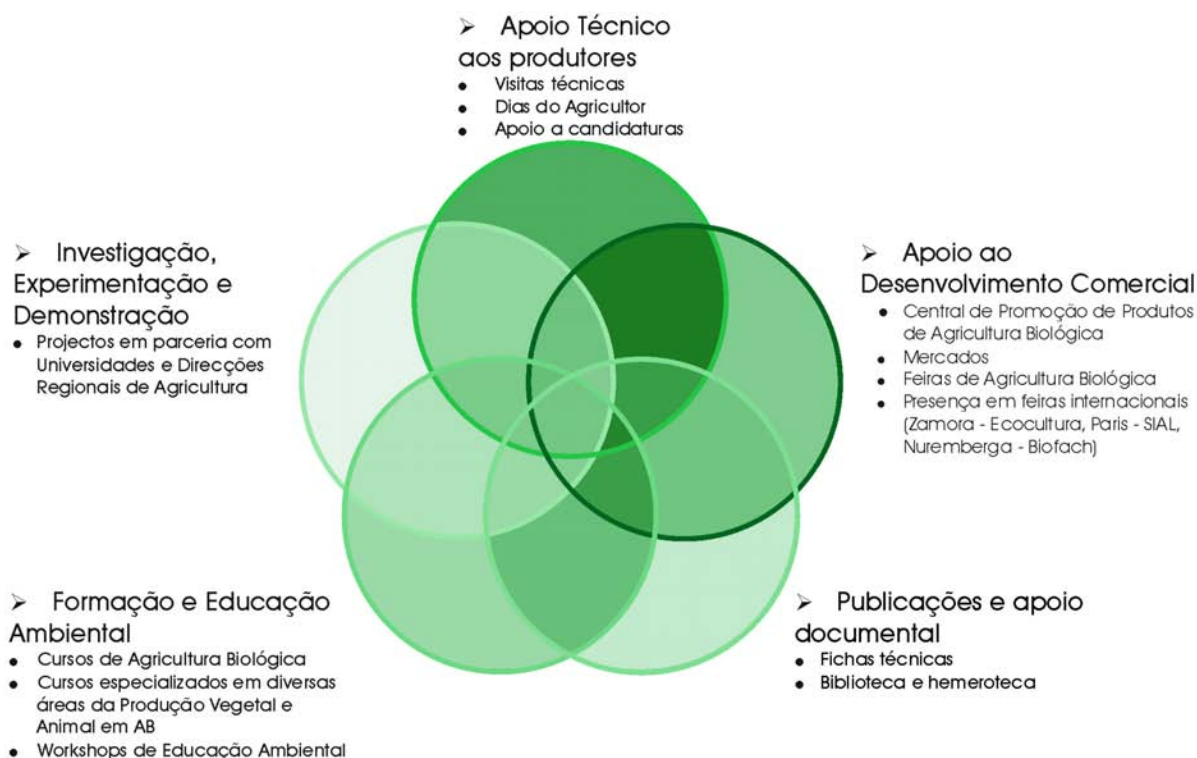 ➢ Apoio Técnico
aos produtores
● Visitas técnicas
● Dias do Agricultor
● Apoio a candidaturas
➢ Investigação,
Experimentação e
Demonstração
● Projectos em parceria com
Universidades e Direcções
Regionais de Agricultura
➢ Apoio ao
Desenvolvimento Comercial
● Central de Promoção de Produtos
de Agricultura Biológica
● Mercados
● Feiras de Agricultura Biológica
● Presença em feiras internacionais
(Zamora - Ecocultura, Paris - SIAL,
Nuremberga - Biofach)
➢ Formação e Educação
Ambiental
● Cursos de Agricultura Biológica
● Cursos especializados em diversas
áreas da Produção Vegetal e
Animal em AB
● Workshops de Educação Ambiental
➢ Publicações e apoio
documental
● Fichas técnicas
● Biblioteca e hemeroteca